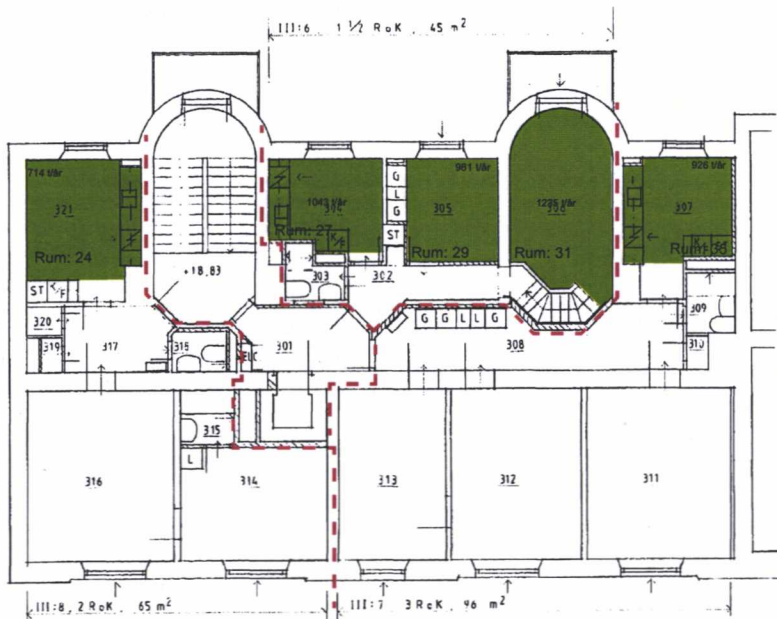 III:6, 1 ½ RoK, 45 m²
714 t/år
321
Rum: 24
ST
K/F
320
319
317
+18,83
1043 t/år
Rum: 27
K/F
303
302
G
L
G
ST
981 t/år
305
Rum: 29
1235 t/år
Rum: 31
926 t/år
307
309
310
G G L L G
308
301
315
314
L
316
313
312
311
III:8, 2 RoK, 65 m²
III:7 3 RoK, 96 m²